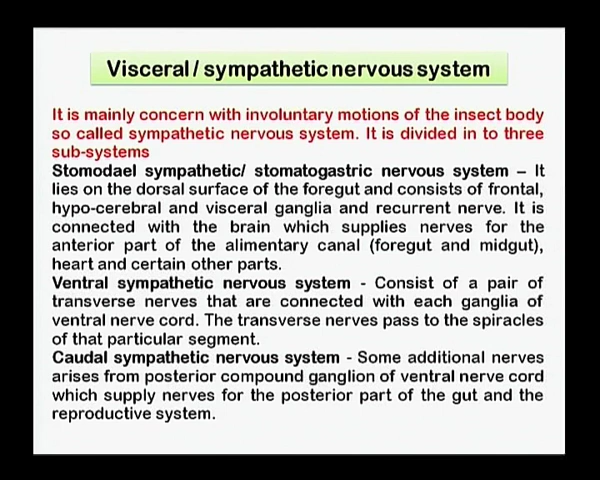 Visceral / sympathetic nervous system
It is mainly concern with involuntary motions of the insect body
so called sympathetic nervous system. It is divided in to three
sub-systems
Stomodael sympathetic/ stomatogastric nervous system – It
lies on the dorsal surface of the foregut and consists of frontal,
hypo-cerebral and visceral ganglia and recurrent nerve. It is
connected with the brain which supplies nerves for the
anterior part of the alimentary canal (foregut and midgut),
heart and certain other parts.
Ventral sympathetic nervous system - Consist of a pair of
transverse nerves that are connected with each ganglia of
ventral nerve cord. The transverse nerves pass to the spiracles
of that particular segment.
Caudal sympathetic nervous system - Some additional nerves
arises from posterior compound ganglion of ventral nerve cord
which supply nerves for the posterior part of the gut and the
reproductive system.